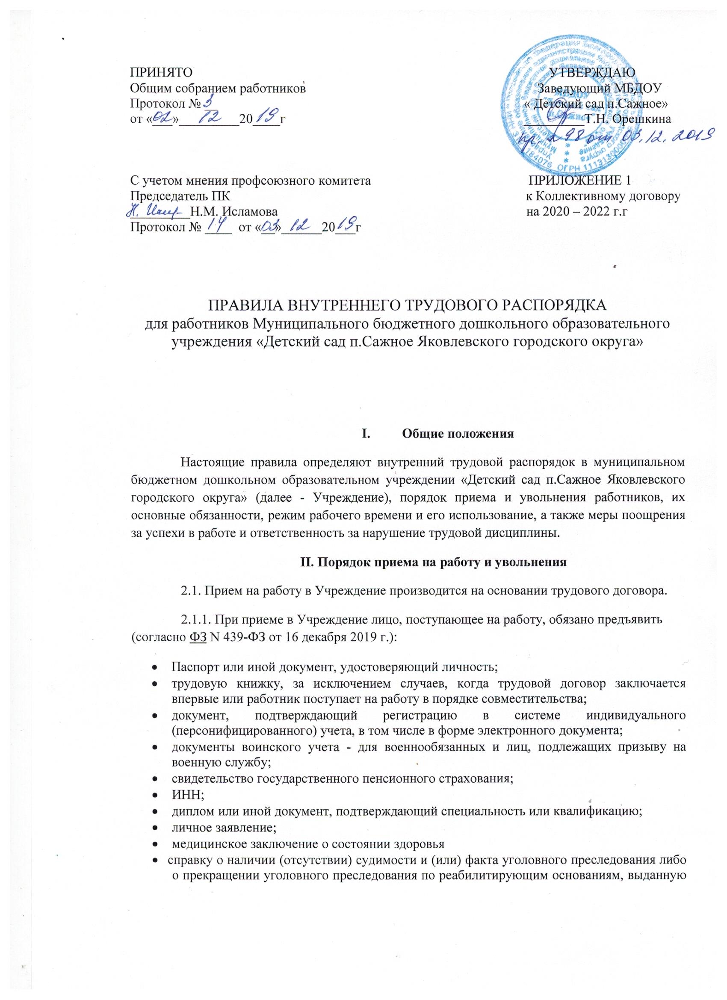 ПРИНЯТО
Общим собранием работников
Протокол № 3
от «02» 12 2019г
УТВЕРЖДАЮ
Заведующий МБДОУ
« Детский сад п.Сажное»
Т.Н. Орешкина
пр. 298 от 03.12.2019
МБДОУ
ОГРН
С учетом мнения профсоюзного комитета
Председатель ПК
Н.М. Исламова
Протокол № 14 от «03» 12 2019г
ПРИЛОЖЕНИЕ 1
к Коллективному договору
на 2020 – 2022 г.г
ПРАВИЛА ВНУТРЕННЕГО ТРУДОВОГО РАСПОРЯДКА
для работников Муниципального бюджетного дошкольного образовательного
учреждения «Детский сад п.Сажное Яковлевского городского округа»
I. Общие положения
Настоящие правила определяют внутренний трудовой распорядок в муниципальном
бюджетном дошкольном образовательном учреждении «Детский сад п.Сажное Яковлевского
городского округа» (далее - Учреждение), порядок приема и увольнения работников, их
основные обязанности, режим рабочего времени и его использование, а также меры поощрения
за успехи в работе и ответственность за нарушение трудовой дисциплины.
II. Порядок приема на работу и увольнения
2.1. Прием на работу в Учреждение производится на основании трудового договора.
2.1.1. При приеме в Учреждение лицо, поступающее на работу, обязано предъявить
(согласно ФЗ N 439-ФЗ от 16 декабря 2019 г.):
• Паспорт или иной документ, удостоверяющий личность;
• трудовую книжку, за исключением случаев, когда трудовой договор заключается
впервые или работник поступает на работу в порядке совместительства;
• документ, подтверждающий регистрацию в системе индивидуального
(персонифицированного) учета, в том числе в форме электронного документа;
• документы воинского учета - для военнообязанных и лиц, подлежащих призыву на
военную службу;
• свидетельство государственного пенсионного страхования;
• ИНН;
• диплом или иной документ, подтверждающий специальность или квалификацию;
• личное заявление;
• медицинское заключение о состоянии здоровья
• справку о наличии (отсутствии) судимости и (или) факта уголовного преследования либо
о прекращении уголовного преследования по реабилитирующим основаниям, выданную